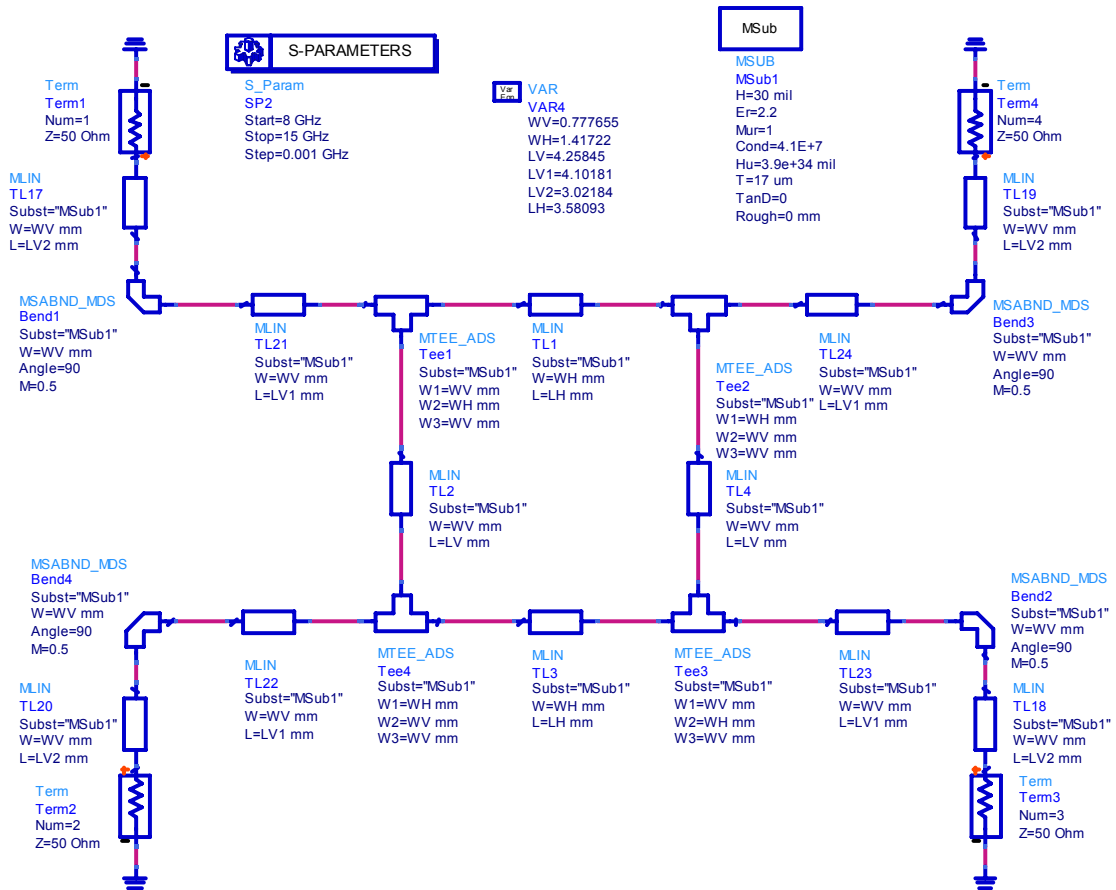 S-PARAMETERS
S_Param
SP2
Start=8 GHz
Stop=15 GHz
Step=0.001 GHz
Var
Eqn
VAR
VAR4
WV=0.777655
WH=1.41722
LV=4.25845
LV1=4.10181
LV2=3.02184
LH=3.58093
MSub
MSUB
MSub1
H=30 mil
Er=2.2
Mur=1
Cond=4.1E+7
Hu=3.9e+34 mil
T=17 um
TanD=0
Rough=0 mm
Term
Term1
Num=1
Z=50 Ohm
Term
Term4
Num=4
Z=50 Ohm
MLIN
TL17
Subst="MSub1"
W=WV mm
L=LV2 mm
MLIN
TL19
Subst="MSub1"
W=WV mm
L=LV2 mm
MSABND_MDS
Bend1
Subst="MSub1"
W=WV mm
Angle=90
M=0.5
MLIN
TL21
Subst="MSub1"
W=WV mm
L=LV1 mm
MTEE_ADS
Tee1
Subst="MSub1"
W1=WV mm
W2=WH mm
W3=WV mm
MLIN
TL1
Subst="MSub1"
W=WH mm
L=LH mm
MTEE_ADS
Tee2
Subst="MSub1"
W1=WH mm
W2=WV mm
W3=WV mm
MLIN
TL24
Subst="MSub1"
W=WV mm
L=LV1 mm
MSABND_MDS
Bend3
Subst="MSub1"
W=WV mm
Angle=90
M=0.5
MLIN
TL2
Subst="MSub1"
W=WV mm
L=LV mm
MLIN
TL4
Subst="MSub1"
W=WV mm
L=LV mm
MSABND_MDS
Bend4
Subst="MSub1"
W=WV mm
Angle=90
M=0.5
MLIN
TL22
Subst="MSub1"
W=WV mm
L=LV1 mm
MTEE_ADS
Tee4
Subst="MSub1"
W1=WH mm
W2=WV mm
W3=WV mm
MLIN
TL3
Subst="MSub1"
W=WH mm
L=LH mm
MTEE_ADS
Tee3
Subst="MSub1"
W1=WV mm
W2=WH mm
W3=WV mm
MLIN
TL23
Subst="MSub1"
W=WV mm
L=LV1 mm
MSABND_MDS
Bend2
Subst="MSub1"
W=WV mm
Angle=90
M=0.5
MLIN
TL20
Subst="MSub1"
W=WV mm
L=LV2 mm
MLIN
TL18
Subst="MSub1"
W=WV mm
L=LV2 mm
Term
Term2
Num=2
Z=50 Ohm
Term
Term3
Num=3
Z=50 Ohm